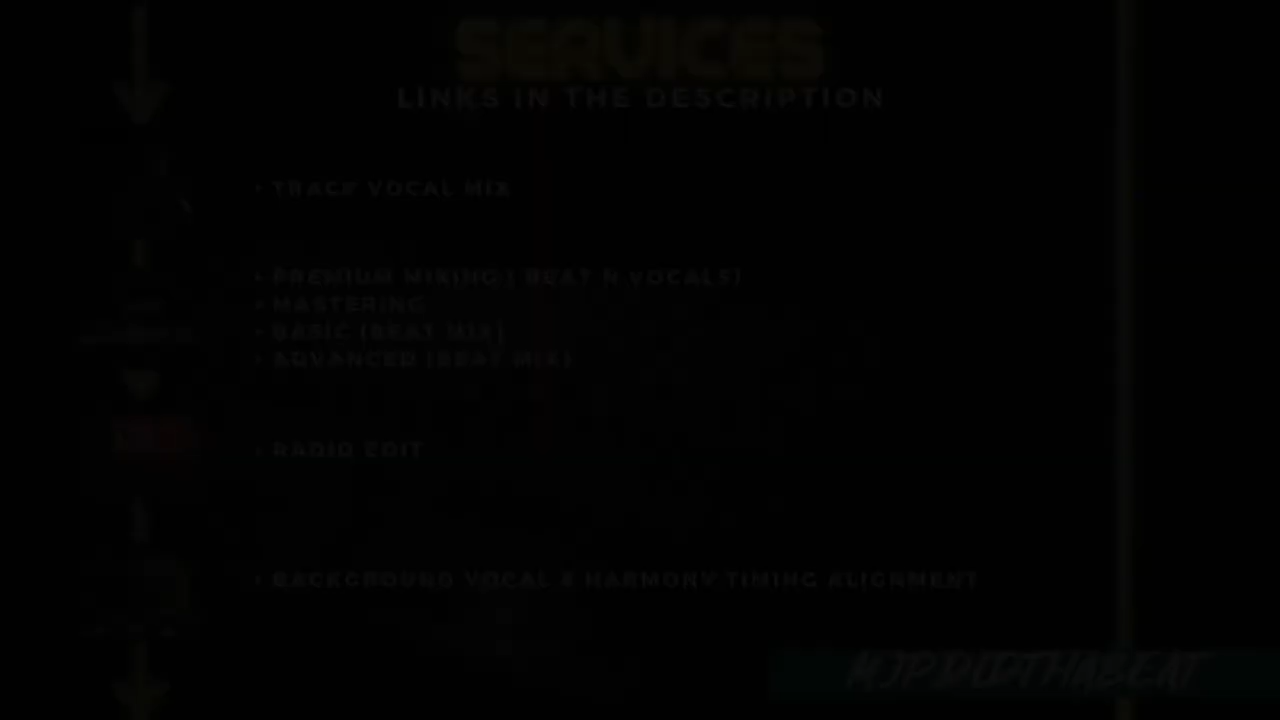 SERVICES
LINKS IN THE DESCRIPTION
• TRACK VOCAL MIX
• PREMIUM MIXING ( BEAT N VOCALS)
• MASTERING
• BASIC (BEAT MIX)
• ADVANCED (BEAT MIX)
• RADIO EDIT
• BACKGROUND VOCAL & HARMONY TIMING ALIGNMENT
MJPDIDTHABEAT